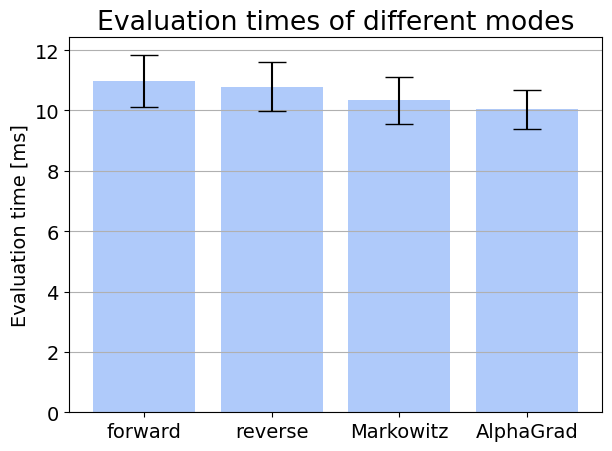 Evaluation times of different modes
Evaluation time [ms]
12
10
8
6
4
2
0
forward reverse Markowitz AlphaGrad